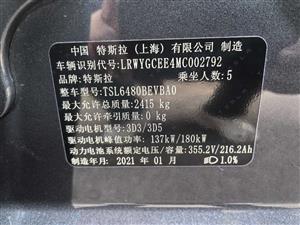 中国 特斯拉（上海）有限公司 制造
车辆识别代号: LRWYGCEE4MC002792
品牌: 特斯拉 乘坐人数: 5
整车型号: TSL6480BEVBA0
最大允许总质量: 2415 kg
最大允许牵引质量: 0 kg
驱动电机型号: 3D3/3D5
驱动电机峰值功率: 137kW/180kW
动力电池系统额定电压/容量: 355.2V/216.2Ah
制造年月: 2021 年 01 月 1.0%